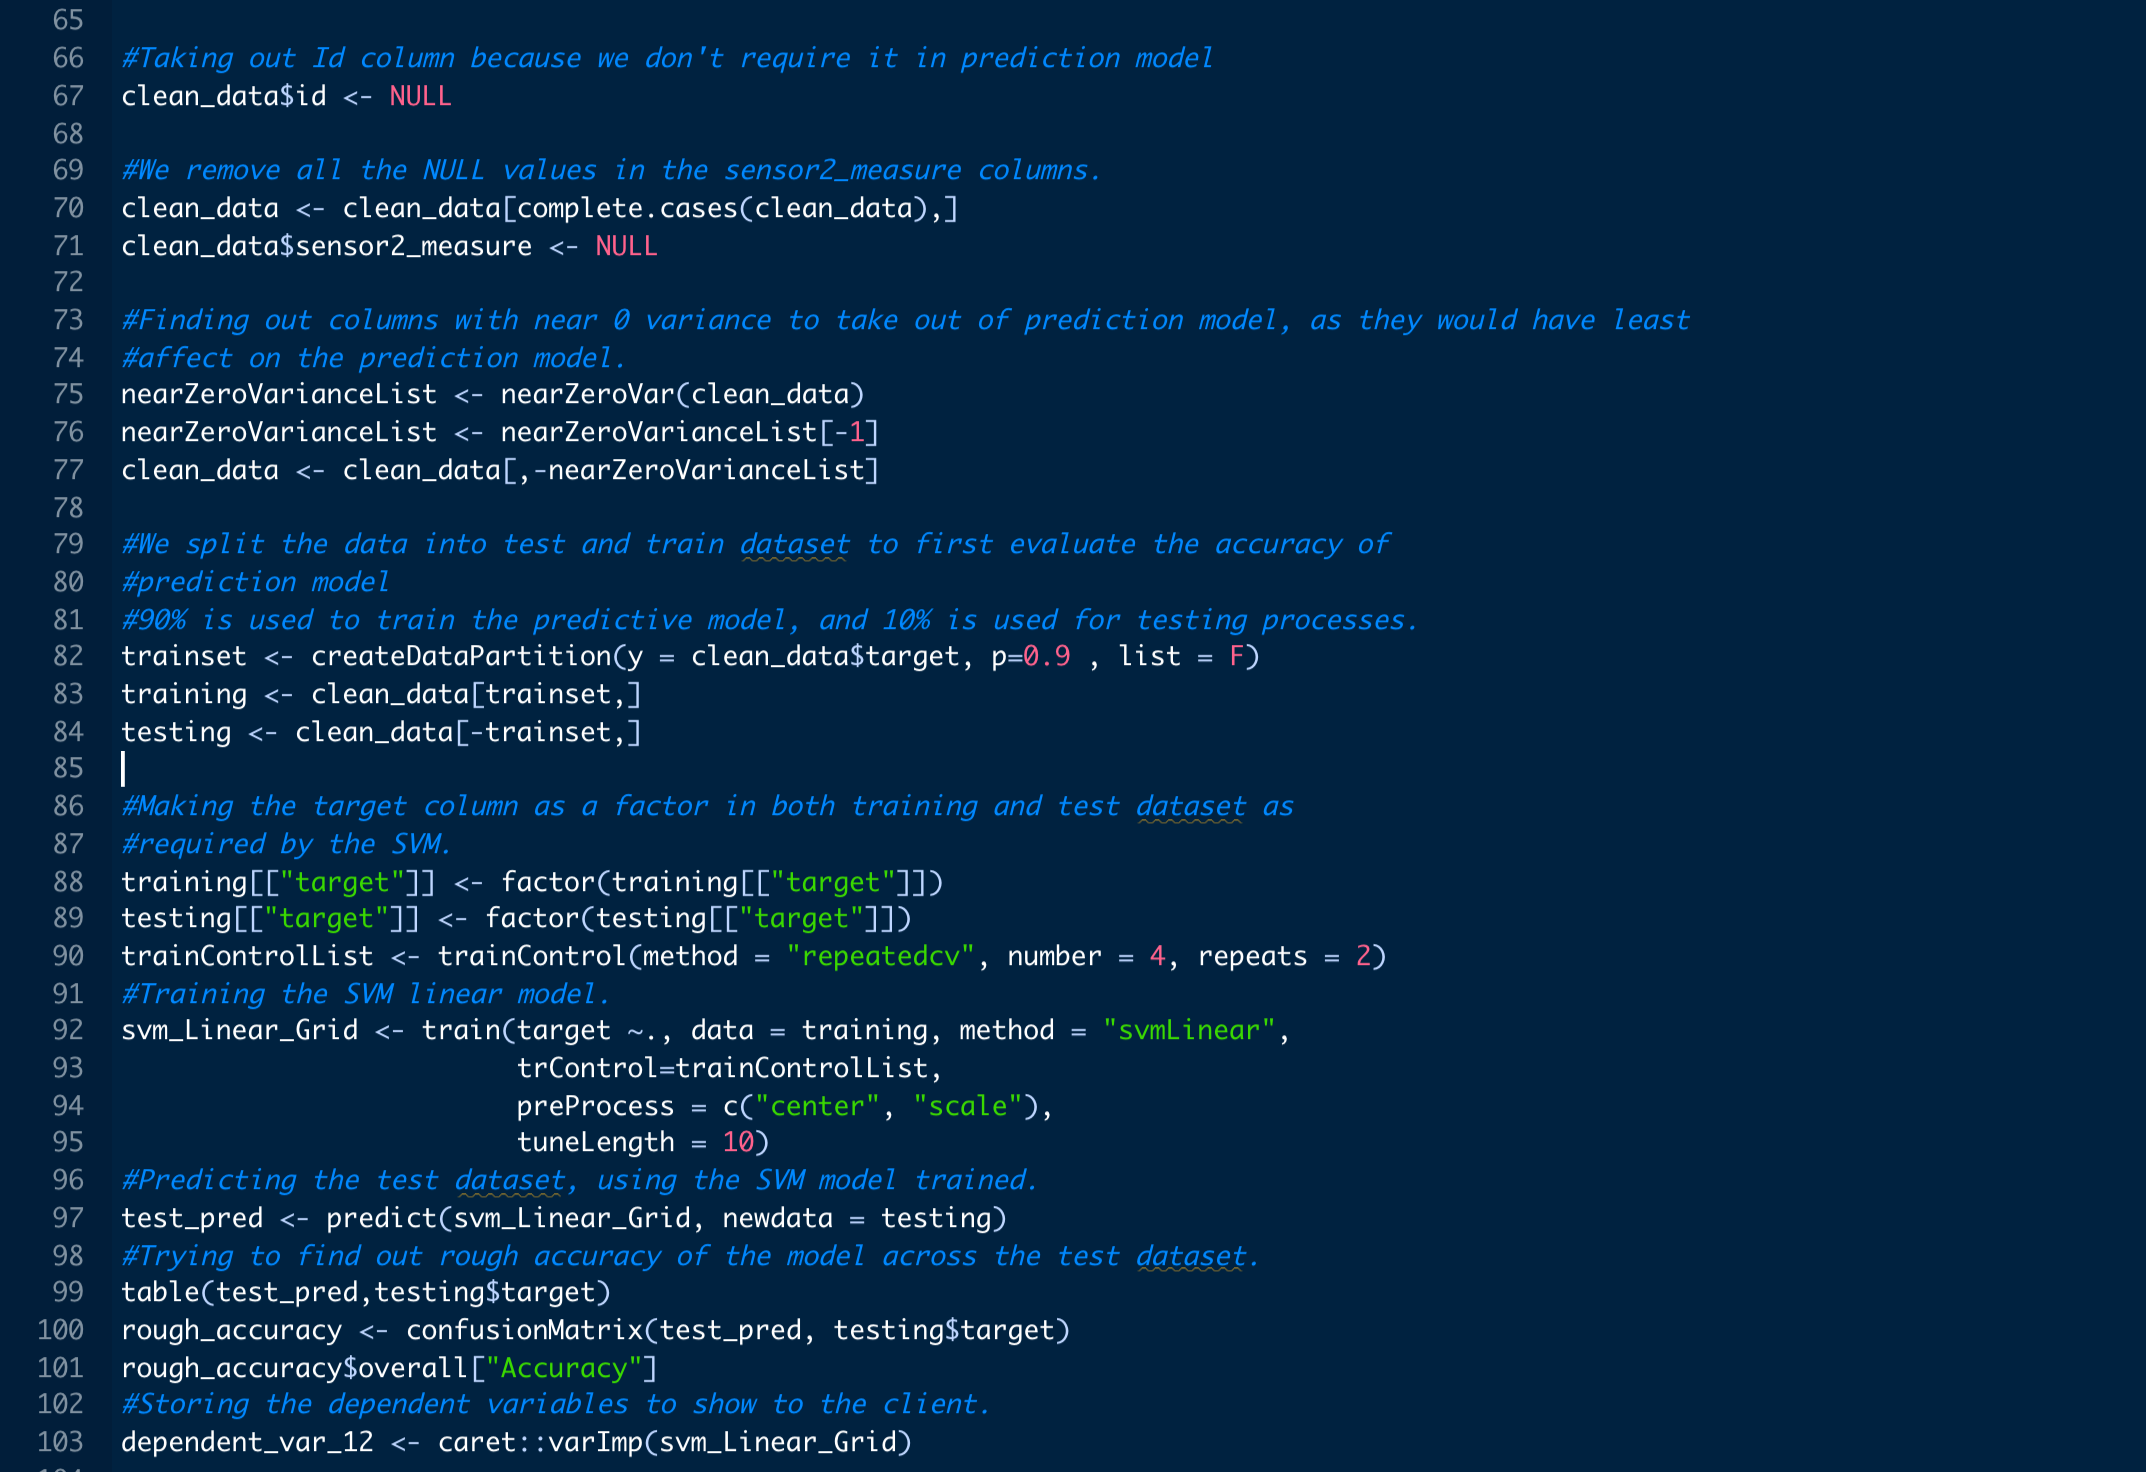 65
66 #Taking out Id column because we don't require it in prediction model
67 clean_data$id <- NULL
68
69 #We remove all the NULL values in the sensor2_measure columns.
70 clean_data <- clean_data[complete.cases(clean_data),]
71 clean_data$sensor2_measure <- NULL
72
73 #Finding out columns with near 0 variance to take out of prediction model, as they would have least
74 #affect on the prediction model.
75 nearZeroVarianceList <- nearZeroVar(clean_data)
76 nearZeroVarianceList <- nearZeroVarianceList[-1]
77 clean_data <- clean_data[,-nearZeroVarianceList]
78
79 #We split the data into test and train dataset to first evaluate the accuracy of
80 #prediction model
81 #90% is used to train the predictive model, and 10% is used for testing processes.
82 trainset <- createDataPartition(y = clean_data$target, p=0.9 , list = F)
83 training <- clean_data[trainset,]
84 testing <- clean_data[-trainset,]
85
86 #Making the target column as a factor in both training and test dataset as
87 #required by the SVM.
88 training[["target"]] <- factor(training[["target"]])
89 testing[["target"]] <- factor(testing[["target"]])
90 trainControlList <- trainControl(method = "repeatedcv", number = 4, repeats = 2)
91 #Training the SVM linear model.
92 svm_Linear_Grid <- train(target ~., data = training, method = "svmLinear",
93                          trControl=trainControlList,
94                          preProcess = c("center", "scale"),
95                          tuneLength = 10)
96 #Predicting the test dataset, using the SVM model trained.
97 test_pred <- predict(svm_Linear_Grid, newdata = testing)
98 #Trying to find out rough accuracy of the model across the test dataset.
99 table(test_pred,testing$target)
100 rough_accuracy <- confusionMatrix(test_pred, testing$target)
101 rough_accuracy$overall["Accuracy"]
102 #Storing the dependent variables to show to the client.
103 dependent_var_12 <- caret::varImp(svm_Linear_Grid)